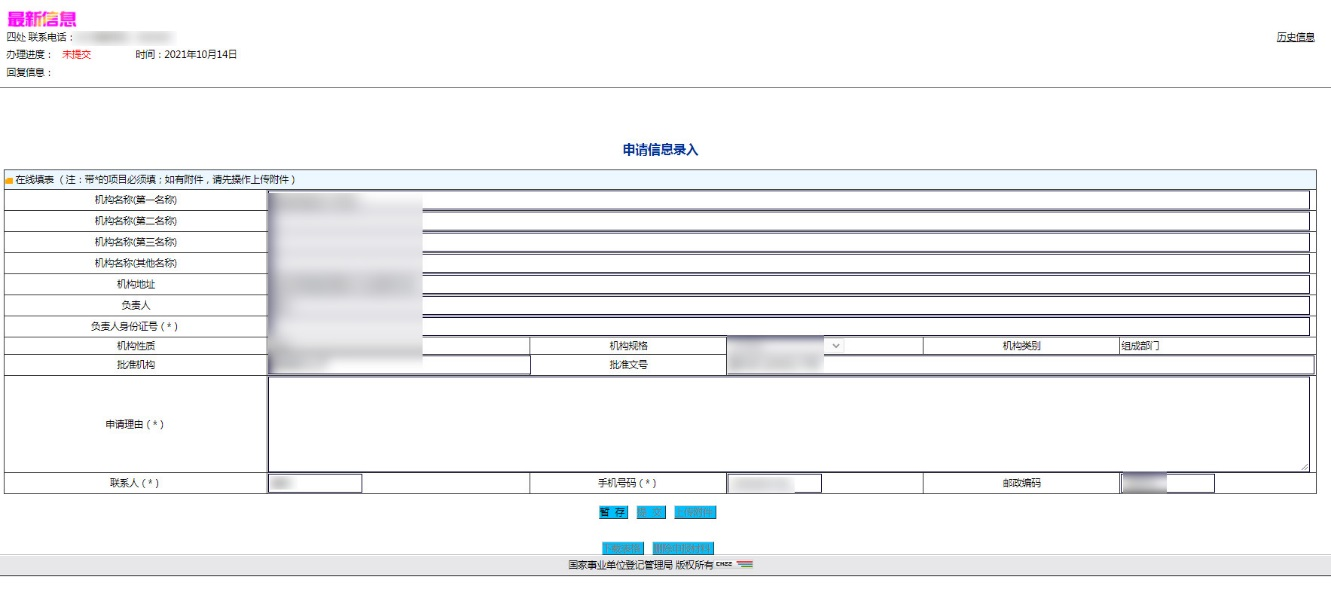 最新信息
四处 联系电话：
历史信息
办理进度： 未提交 时间：2021年10月14日
回复信息：
申请信息录入
在线填表（注：带*的项目必须填；如有附件，请先操作上传附件）
机构名称(第一名称)
机构名称(第二名称)
机构名称(第三名称)
机构名称(其他名称)
机构地址
负责人
负责人身份证号（*）
机构性质 机构规格 机构类别 组成部门
批准机构 批准文号
申请理由（*）
联系人（*） 手机号码（*） 邮政编码
暂 存 提 交 上传附件
国家事业单位登记管理局 版权所有 CNZZ